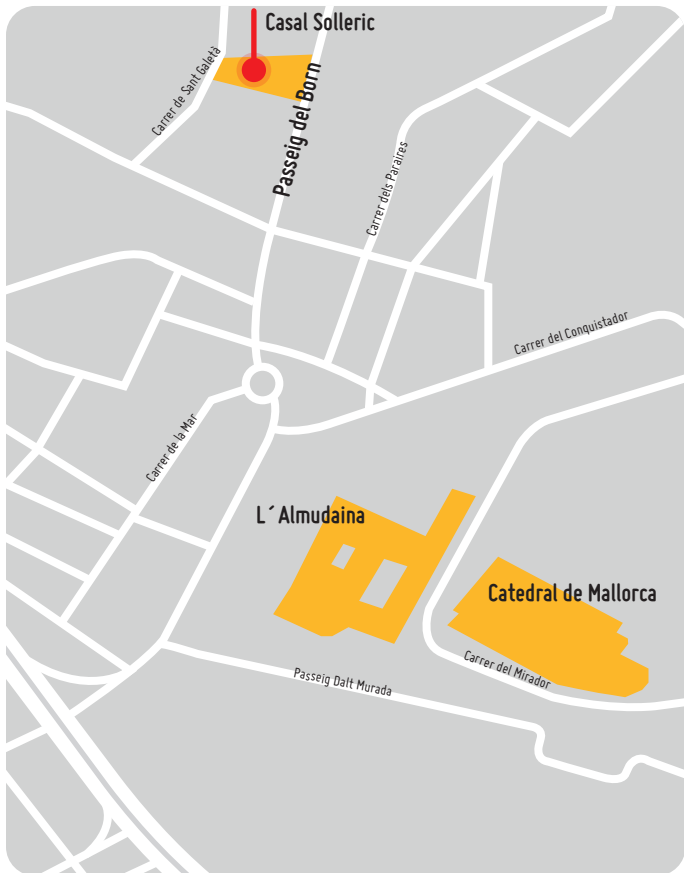 Casal Solleric
Carrer de Sant Galetà
Passeig del Born
Carrer dels Paraires
Carrer del Conquistador
Carrer de la Mar
L´Almudaina
Catedral de Mallorca
Carrer del Mirador
Passeig Dalt Murada